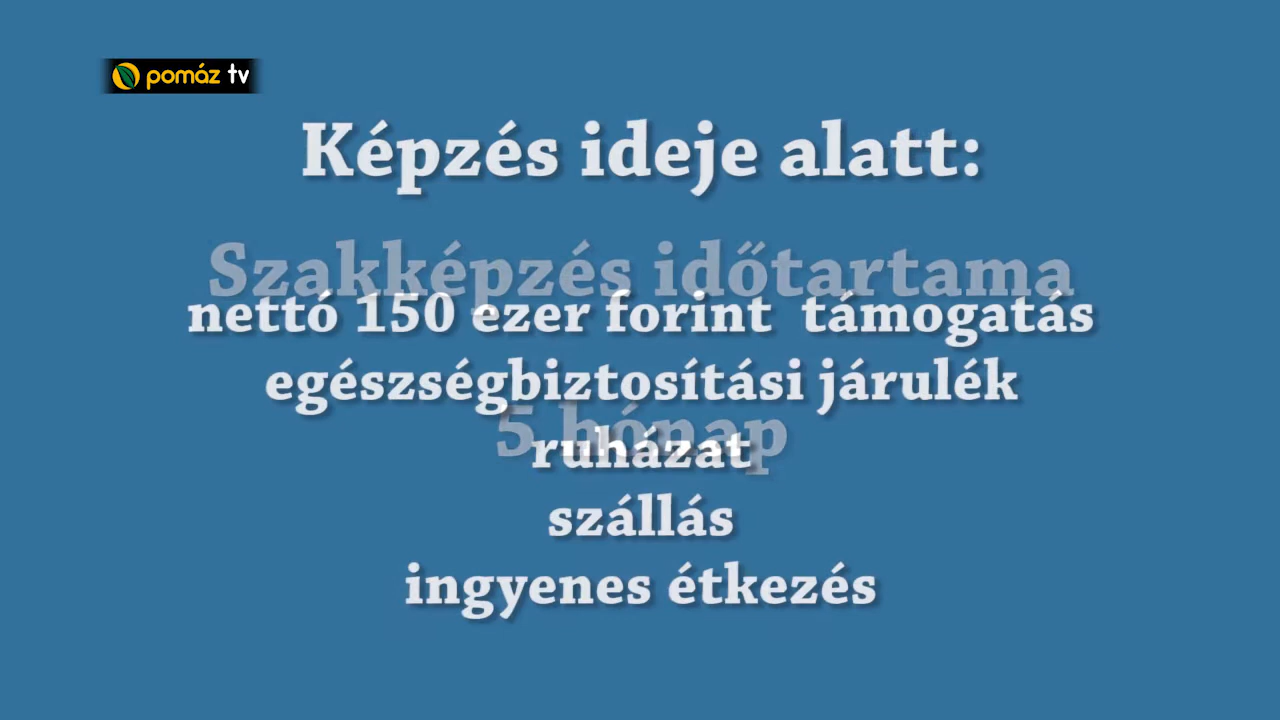 pomáz tv
Képzés ideje alatt:
Szakképzés időtartama
nettó 150 ezer forint támogatás
egészségbiztosítási járulék
5 hónap
ruházat
szállás
ingyenes étkezés